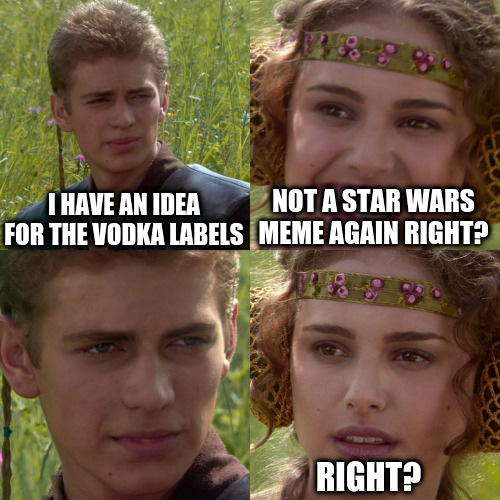 I HAVE AN IDEA
FOR THE VODKA LABELS
NOT A STAR WARS
MEME AGAIN RIGHT?
RIGHT?